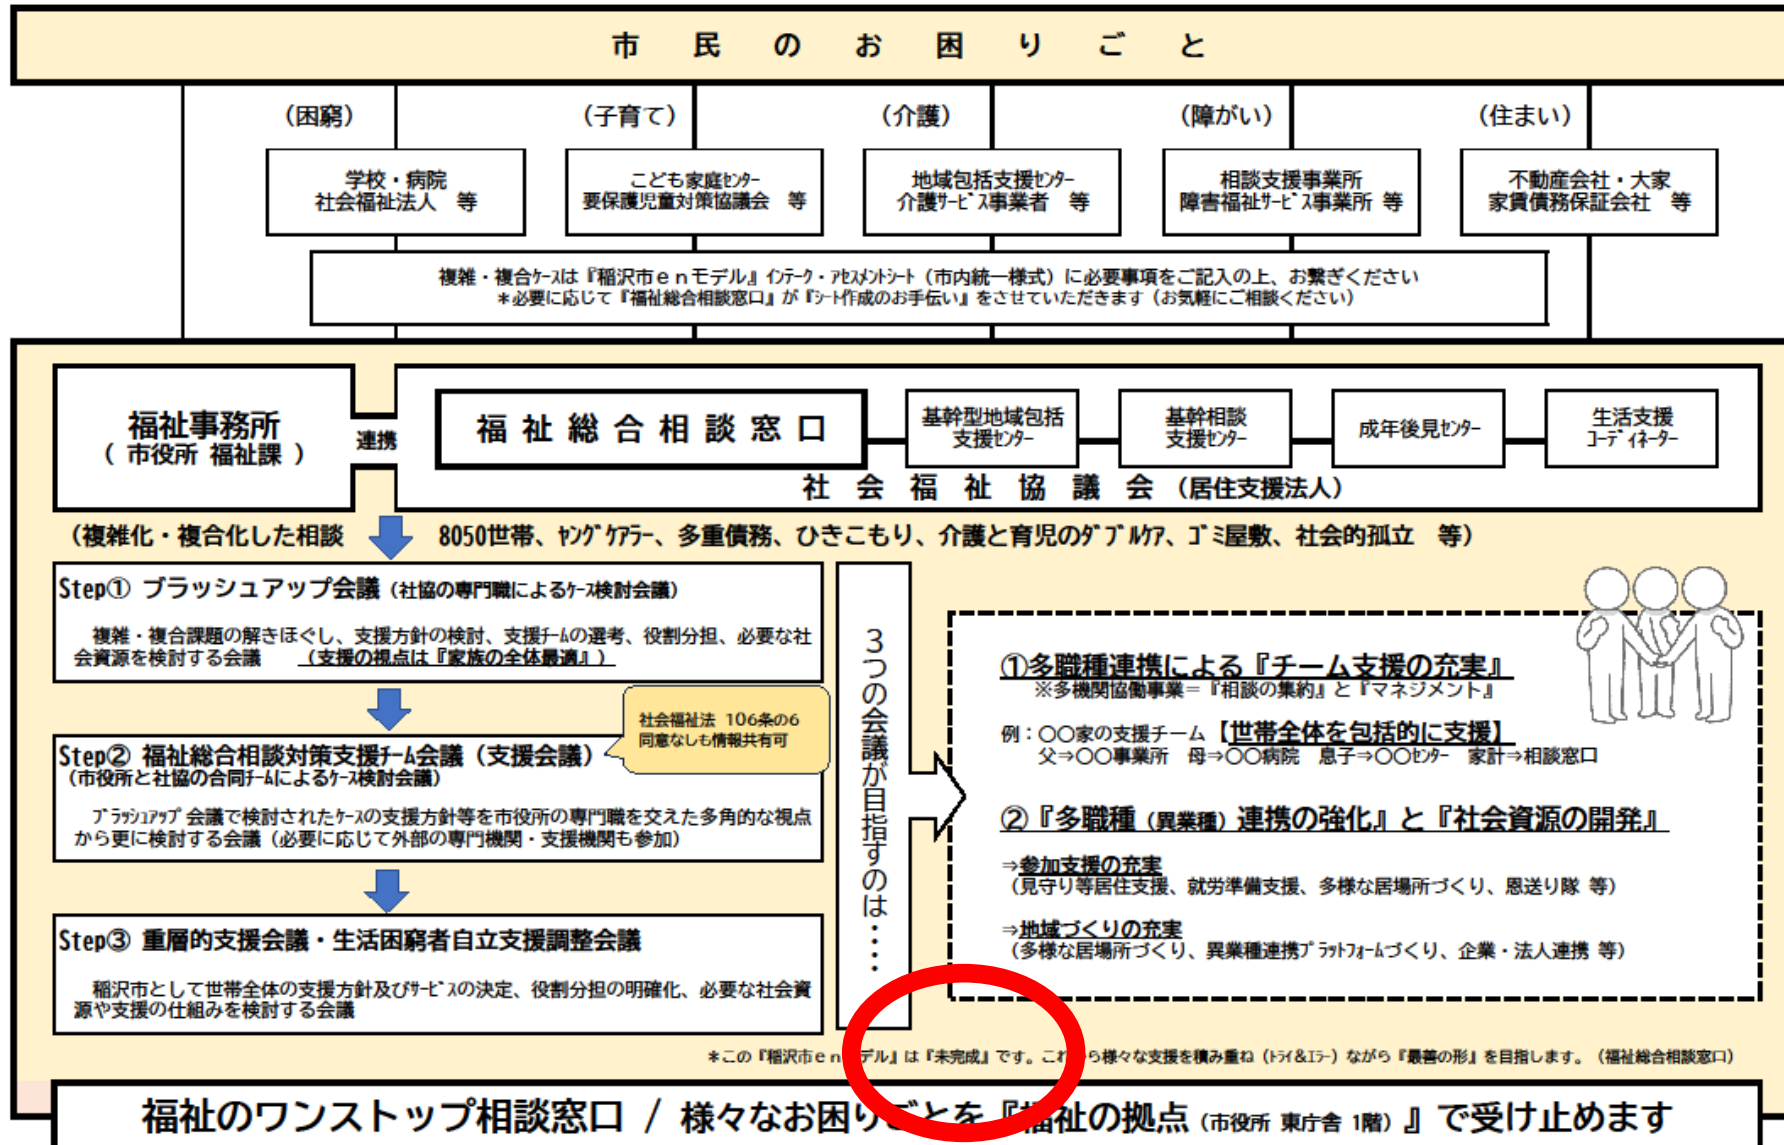 市民のお困りごと
（困窮）
（子育て）
（介護）
（障がい）
（住まい）
学校・病院
社会福祉法人　等
こども家庭ｾﾝﾀｰ
要保護児童対策協議会　等
地域包括支援ｾﾝﾀｰ
介護ｻｰﾋﾞｽ事業者　等
相談支援事業所
障害福祉ｻｰﾋﾞｽ事業所 等
不動産会社・大家
家賃債務保証会社　等
複雑・複合ｹｰｽは『稲沢市ｅｎモデル』ｲﾝﾃｰｸ・ｱｾｽﾒﾝﾄｼｰﾄ（市内統一様式）に必要事項をご記入の上、お繋ぎください
＊必要に応じて『福祉総合相談窓口』が『ｼｰﾄ作成のお手伝い』をさせていただきます（お気軽にご相談ください）
福祉事務所
（ 市役所 福祉課 ）
連携
福祉総合相談窓口
基幹型地域包括
支援ｾﾝﾀｰ
基幹相談
支援ｾﾝﾀｰ
成年後見ｾﾝﾀｰ
生活支援
ｺｰﾃﾞｨﾈｰﾀｰ
社会福祉協議会（居住支援法人）
（複雑化・複合化した相談　8050世帯、ﾔﾝｸﾞｹｱﾗｰ、多重債務、ひきこもり、介護と育児のﾀﾞﾌﾞﾙｹｱ、ｺﾞﾐ屋敷、社会的孤立　等）
Step① ブラッシュアップ会議（社協の専門職によるｹｰｽ検討会議）
複雑・複合課題の解きほぐし、支援方針の検討、支援ﾁｰﾑの選考、役割分担、必要な社
会資源を検討する会議　（支援の視点は『家族の全体最適』）
社会福祉法 106条の6
同意なしも情報共有可
Step② 福祉総合相談対策支援ﾁｰﾑ会議（支援会議）
（市役所と社協の合同ﾁｰﾑによるｹｰｽ検討会議）
ﾌﾞﾗｯｼｭｱｯﾌﾟ会議で検討されたｹｰｽの支援方針等を市役所の専門職を交えた多角的な視点
から更に検討する会議（必要に応じて外部の専門機関・支援機関も参加）
Step③ 重層的支援会議・生活困窮者自立支援調整会議
稲沢市として世帯全体の支援方針及びｻｰﾋﾞｽの決定、役割分担の明確化、必要な社会資
源や支援の仕組みを検討する会議
３つの会議が目指すのは‥‥
①多職種連携による『チーム支援の充実』
※多機関協働事業＝『相談の集約』と『マネジメント』
例：〇〇家の支援チーム【世帯全体を包括的に支援】
父⇒〇〇事業所　母⇒〇〇病院　息子⇒〇〇ｾﾝﾀｰ　家計⇒相談窓口
②『多職種（異業種）連携の強化』と『社会資源の開発』
⇒参加支援の充実
（見守り等居住支援、就労準備支援、多様な居場所づくり、恩送り隊 等）
⇒地域づくりの充実
（多様な居場所づくり、異業種連携ﾌﾟﾗｯﾄﾌｫｰﾑづくり、企業・法人連携 等）
＊この『稲沢市ｅｎ デル』は『未完成』です。これ ら様々な支援を積み重ね（ﾄﾗｲ&ｴﾗｰ）ながら『最善の形』を目指します。（福祉総合相談窓口）
福祉のワンストップ相談窓口 / 様々なお困りごとを『福祉の拠点（市役所 東庁舎 1階）』で受け止めます